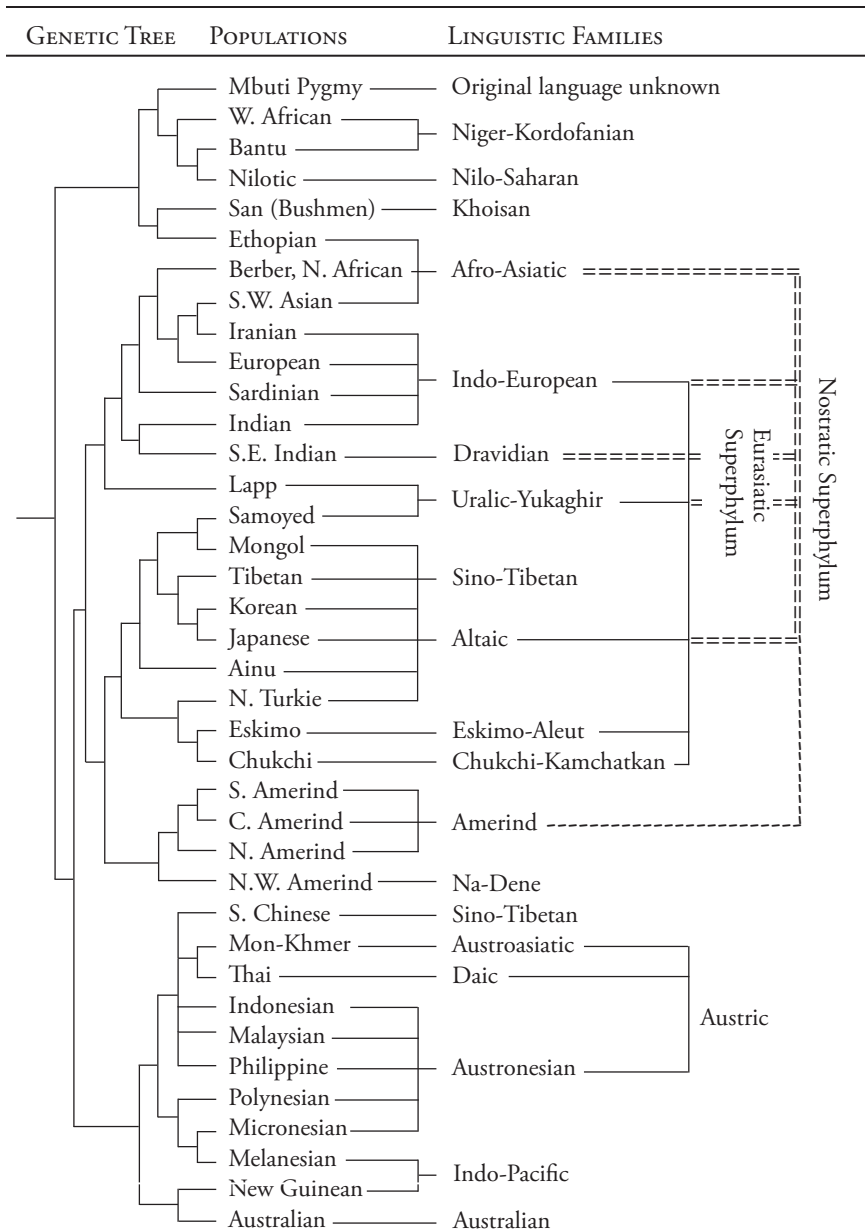 GENETIC TREE POPULATIONS LINGUISTIC FAMILIES
Mbuti Pygmy Original language unknown
W. African
Niger-Kordofanian
Bantu
Nilotic Nilo-Saharan
San (Bushmen) Khoisan
Ethopian
Berber, N. African Afro-Asiatic
S.W. Asian
Iranian
European
Indo-European
Sardinian
Indian
S.E. Indian Dravidian
Lapp
Uralic-Yukaghir
Samoyed
Mongol
Tibetan Sino-Tibetan
Korean
Japanese Altaic
Ainu
N. Turkie
Eskimo Eskimo-Aleut
Chukchi Chukchi-Kamchatkan
S. Amerind
C. Amerind Amerind
N. Amerind
N.W. Amerind Na-Dene
S. Chinese Sino-Tibetan
Mon-Khmer Austroasiatic
Thai Daic
Indonesian
Malaysian
Philippine Austronesian
Polynesian
Micronesian
Melanesian
Indo-Pacific
New Guinean
Australian Australian
Eurasiatic
Superphylum
Nostratic Superphylum
Austric